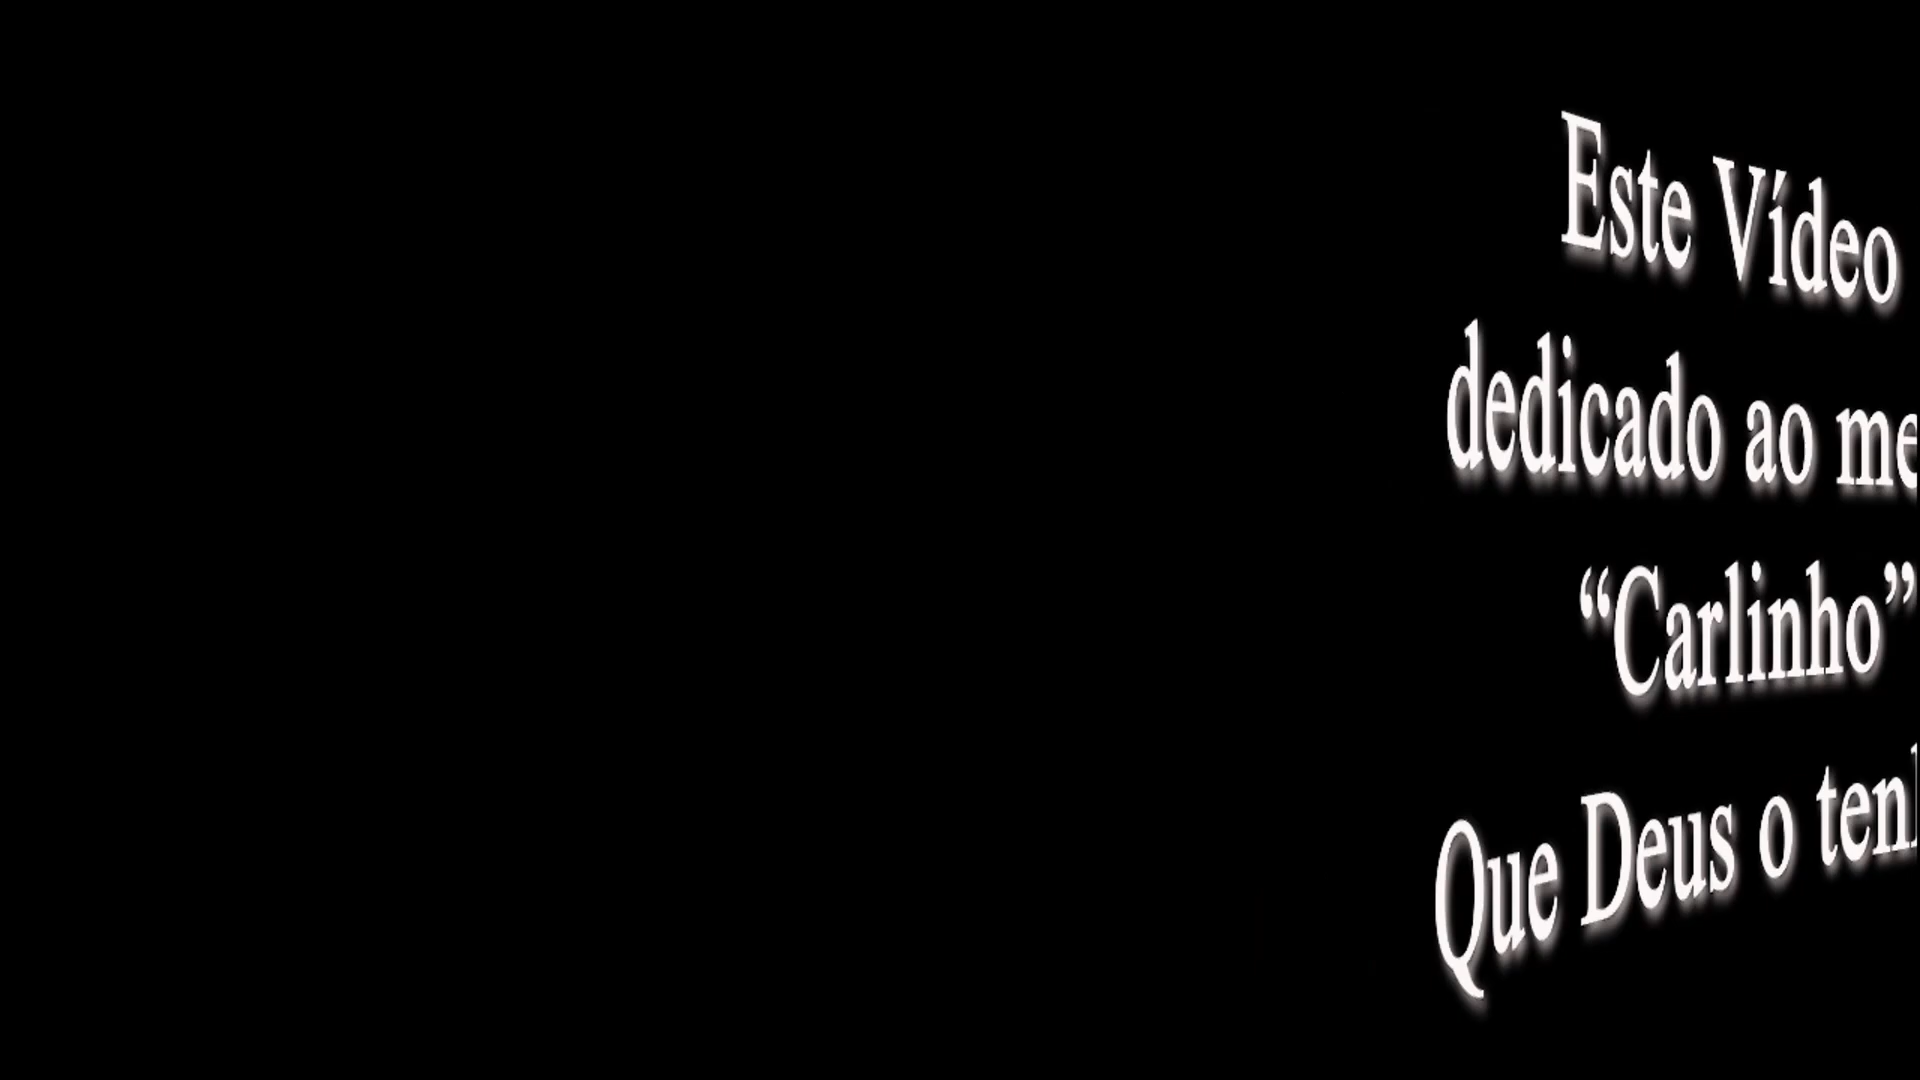 Este Vídeo
dedicado ao me
“Carlinho”
Que Deus o ten